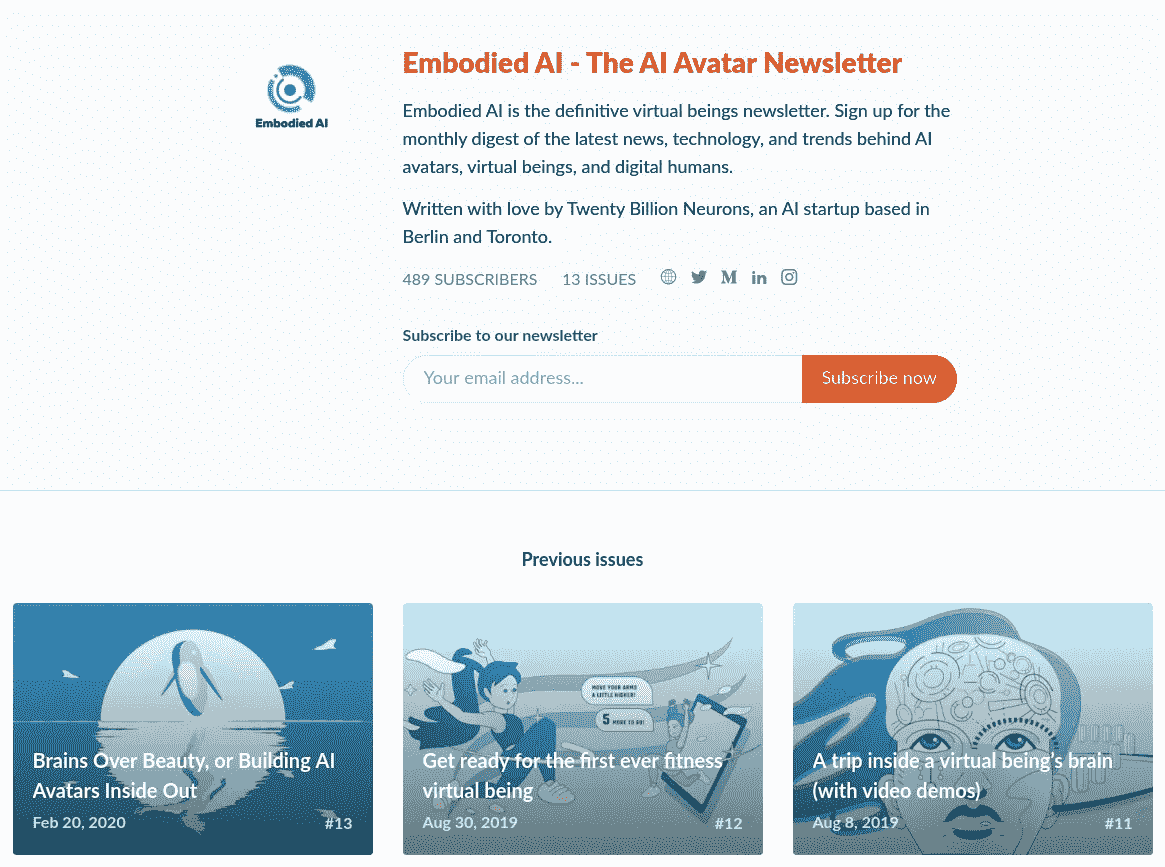 Embodied AI
Embodied AI - The AI Avatar Newsletter
Embodied AI is the definitive virtual beings newsletter. Sign up for the
monthly digest of the latest news, technology, and trends behind AI
avatars, virtual beings, and digital humans.
Written with love by Twenty Billion Neurons, an AI startup based in
Berlin and Toronto.
489 SUBSCRIBERS 13 ISSUES
Subscribe to our newsletter
Your email address... Subscribe now
Previous issues
Brains Over Beauty, or Building AI
Avatars Inside Out
Feb 20, 2020 #13
MOVE YOUR ARMS
A LITTLE HIGHER!
5 MORE TO GO!
Get ready for the first ever fitness
virtual being
Aug 30, 2019 #12
A trip inside a virtual being's brain
(with video demos)
Aug 8, 2019 #11